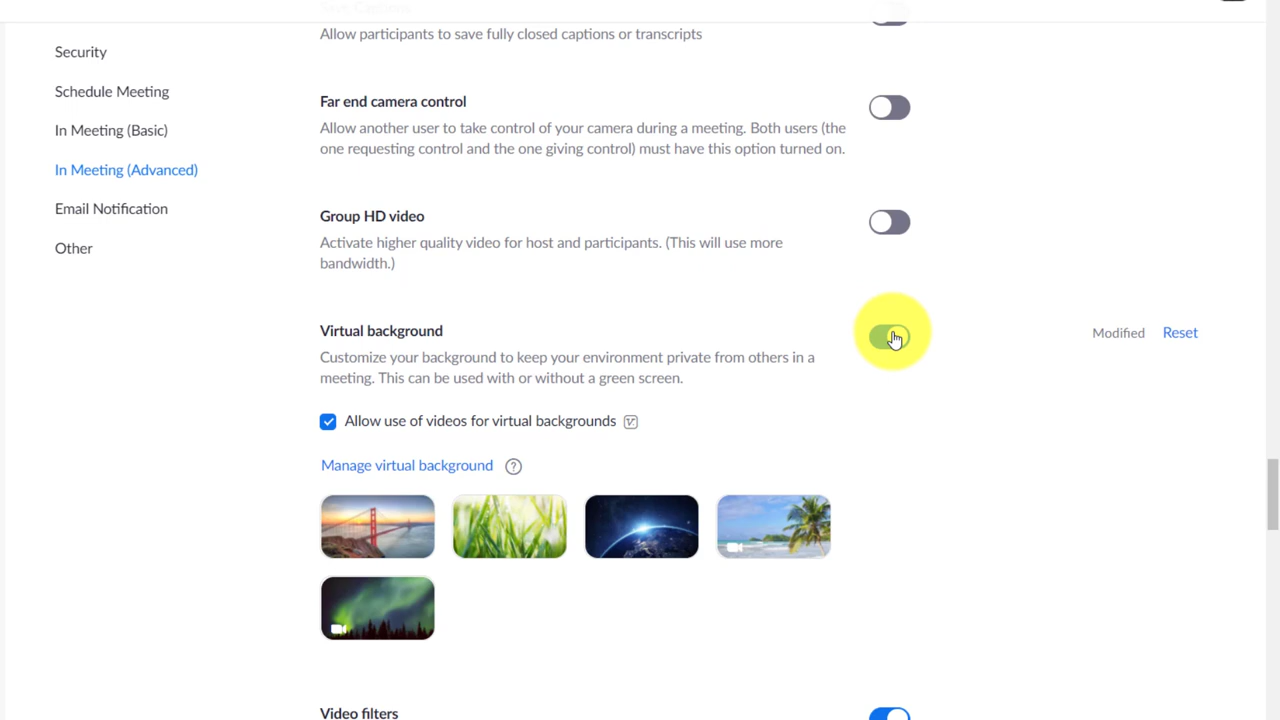 Save Captions
Allow participants to save fully closed captions or transcripts
Security
Schedule Meeting
In Meeting (Basic)
In Meeting (Advanced)
Email Notification
Other
Far end camera control
Allow another user to take control of your camera during a meeting. Both users (the
one requesting control and the one giving control) must have this option turned on.
Group HD video
Activate higher quality video for host and participants. (This will use more
bandwidth.)
Virtual background
Modified Reset
Customize your background to keep your environment private from others in a
meeting. This can be used with or without a green screen.
Allow use of videos for virtual backgrounds
Manage virtual background ?
Video filters